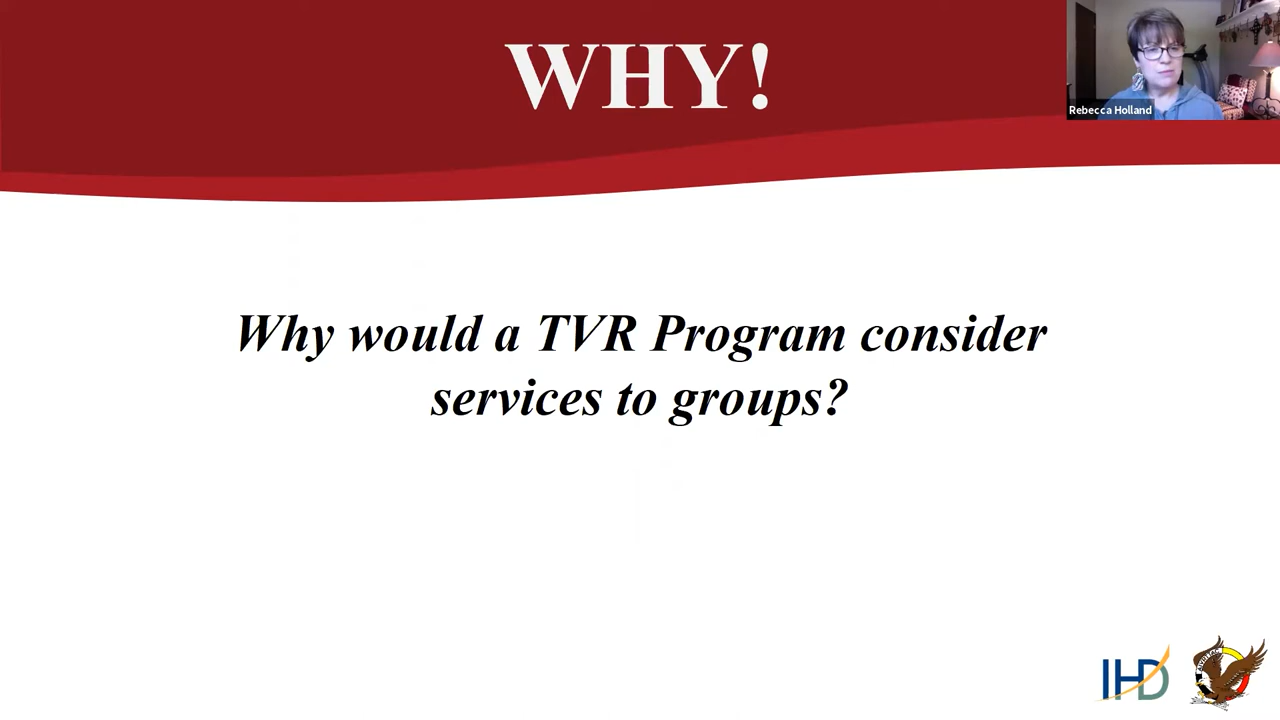 WHY!
Rebecca Holland
Why would a TVR Program consider
services to groups?
IHD